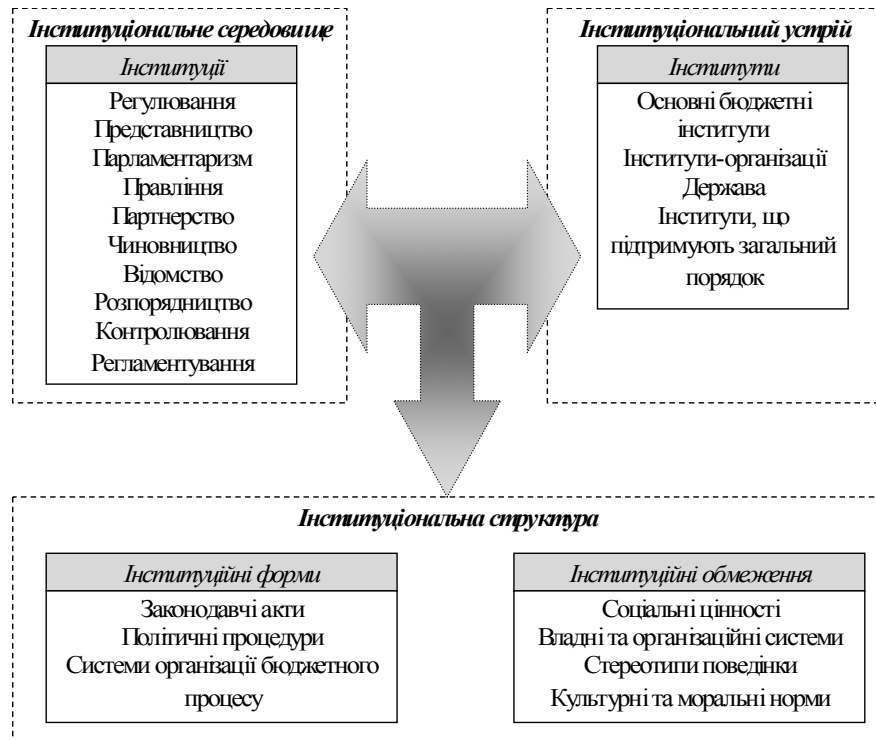 Інституціональне середовище
Інституції
Регулювання
Представництво
Парламентаризм
Правління
Партнерство
Чиновництво
Відомство
Розпорядництво
Контролювання
Регламентування
Інституціональний устрій
Інститути
Основні бюджетні
інститути
Інститути-організації
Держава
Інститути, що
підтримують загальний
порядок
Інституціональна структура
Інституційні форми
Законодавчі акти
Політичні процедури
Системи організації бюджетного
процесу
Інституційні обмеження
Соціальні цінності
Владні та організаційні системи
Стереотипи поведінки
Культурні та моральні норми